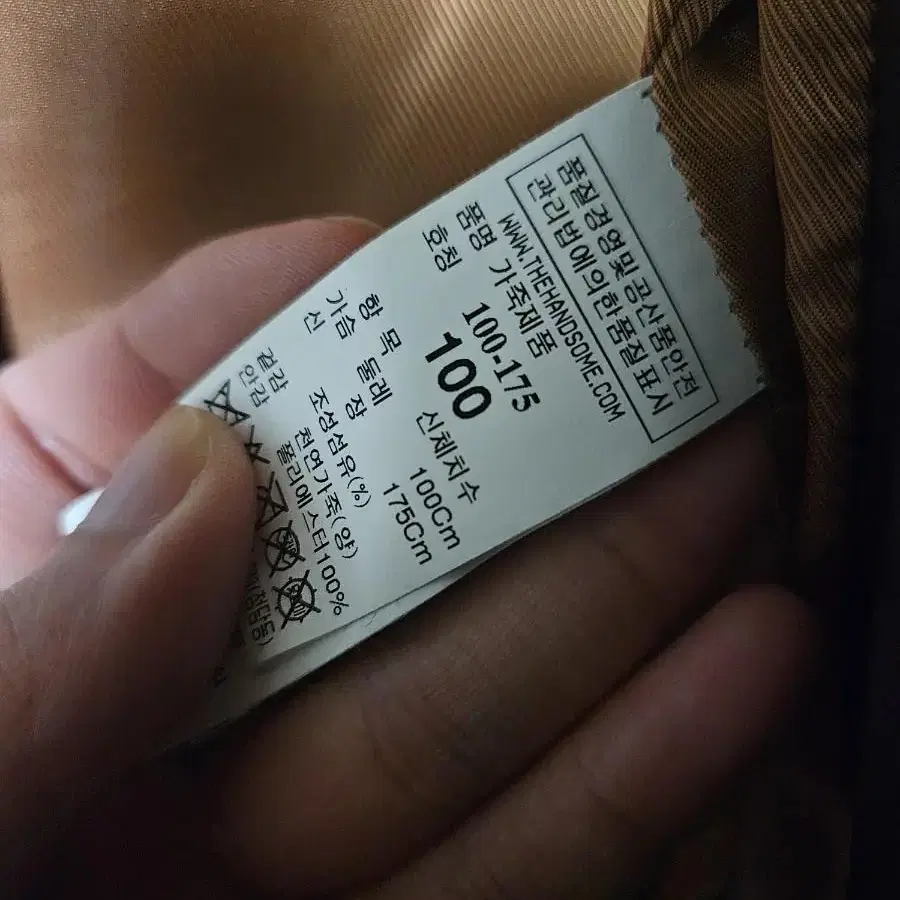 품질경영및 공산품안전
관리법에의한품질표시
WWW.THEHANDSOME.COM
품명 가죽제품
호칭 100-175
100
항 목 신체치수
가슴 둘레 100Cm
신 장 175Cm
조성섬유(%)
겉감 천연가죽(양)
안감 폴리에스터100%